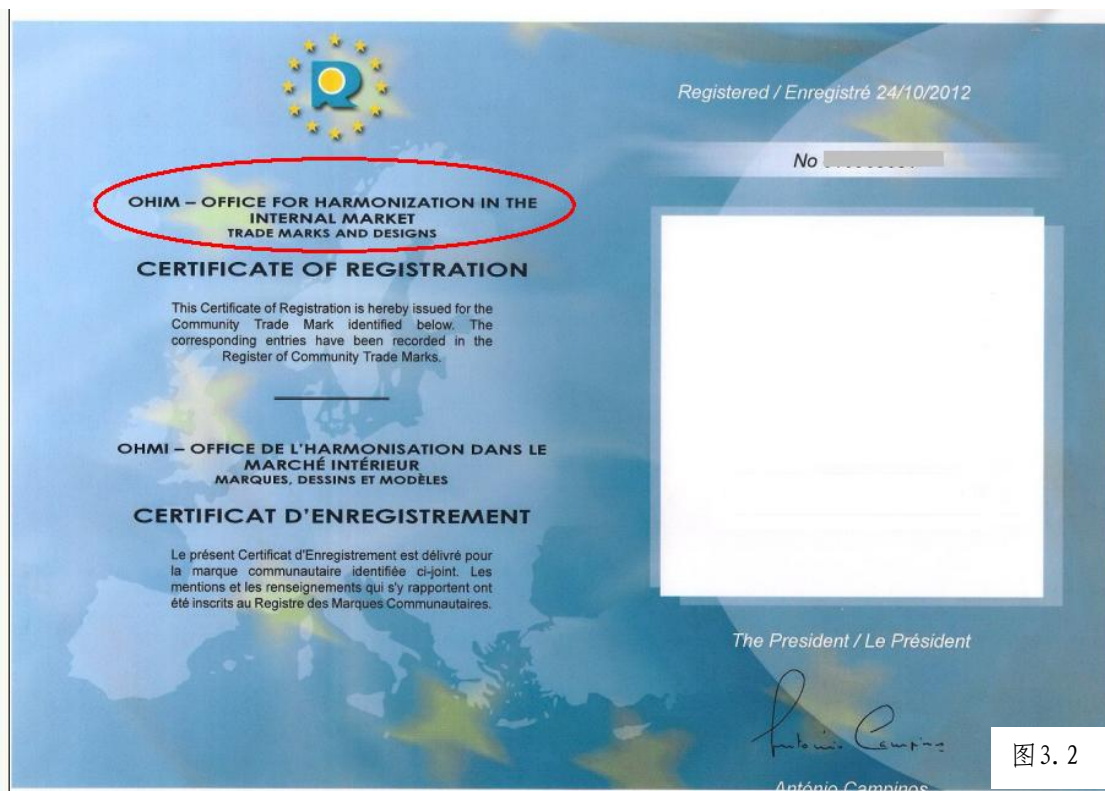 OHIM – OFFICE FOR HARMONIZATION IN THE
INTERNAL MARKET
TRADE MARKS AND DESIGNS
CERTIFICATE OF REGISTRATION
This Certificate of Registration is hereby issued for the
Community Trade Mark identified below. The
corresponding entries have been recorded in the
Register of Community Trade Marks.
OHMI – OFFICE DE L'HARMONISATION DANS LE
MARCHÉ INTÉRIEUR
MARQUES, DESSINS ET MODÈLES
CERTIFICAT D'ENREGISTREMENT
Le présent Certificat d'Enregistrement est délivré pour
la marque communautaire identifiée ci-joint. Les
mentions et les renseignements qui s'y rapportent ont
été inscrits au Registre des Marques Communautaires.
Registered / Enregistré 24/10/2012
No
The President / Le Président
António Campinos
António Campinos
图3.2